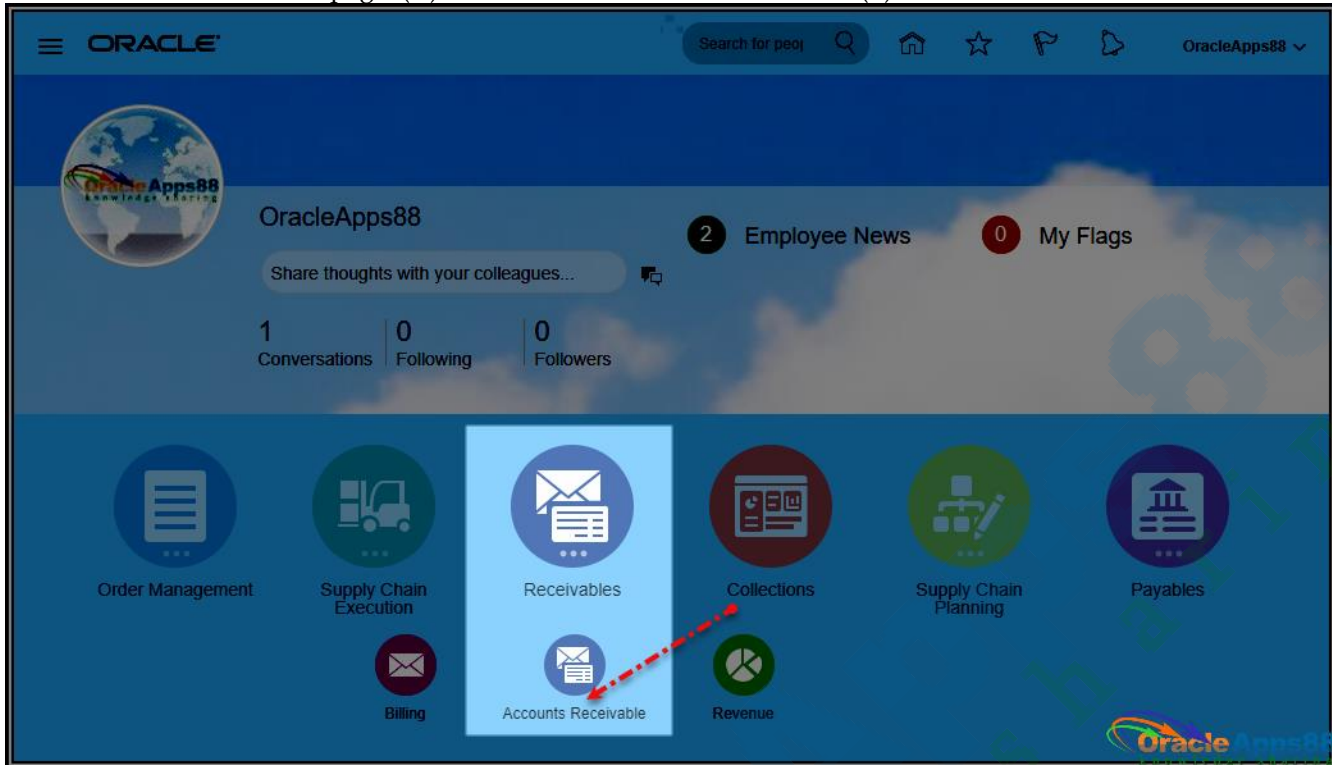 ORACLE
Search for peo
OracleApps88
OracleApps88
knowledge sharing
OracleApps88
2 Employee News
0 My Flags
Share thoughts with your colleagues...
1 Conversations
0 Following
0 Followers
Order Management
Supply Chain
Execution
Receivables
Collections
Supply Chain
Planning
Payables
Billing
Accounts Receivable
Revenue
OracleApps88